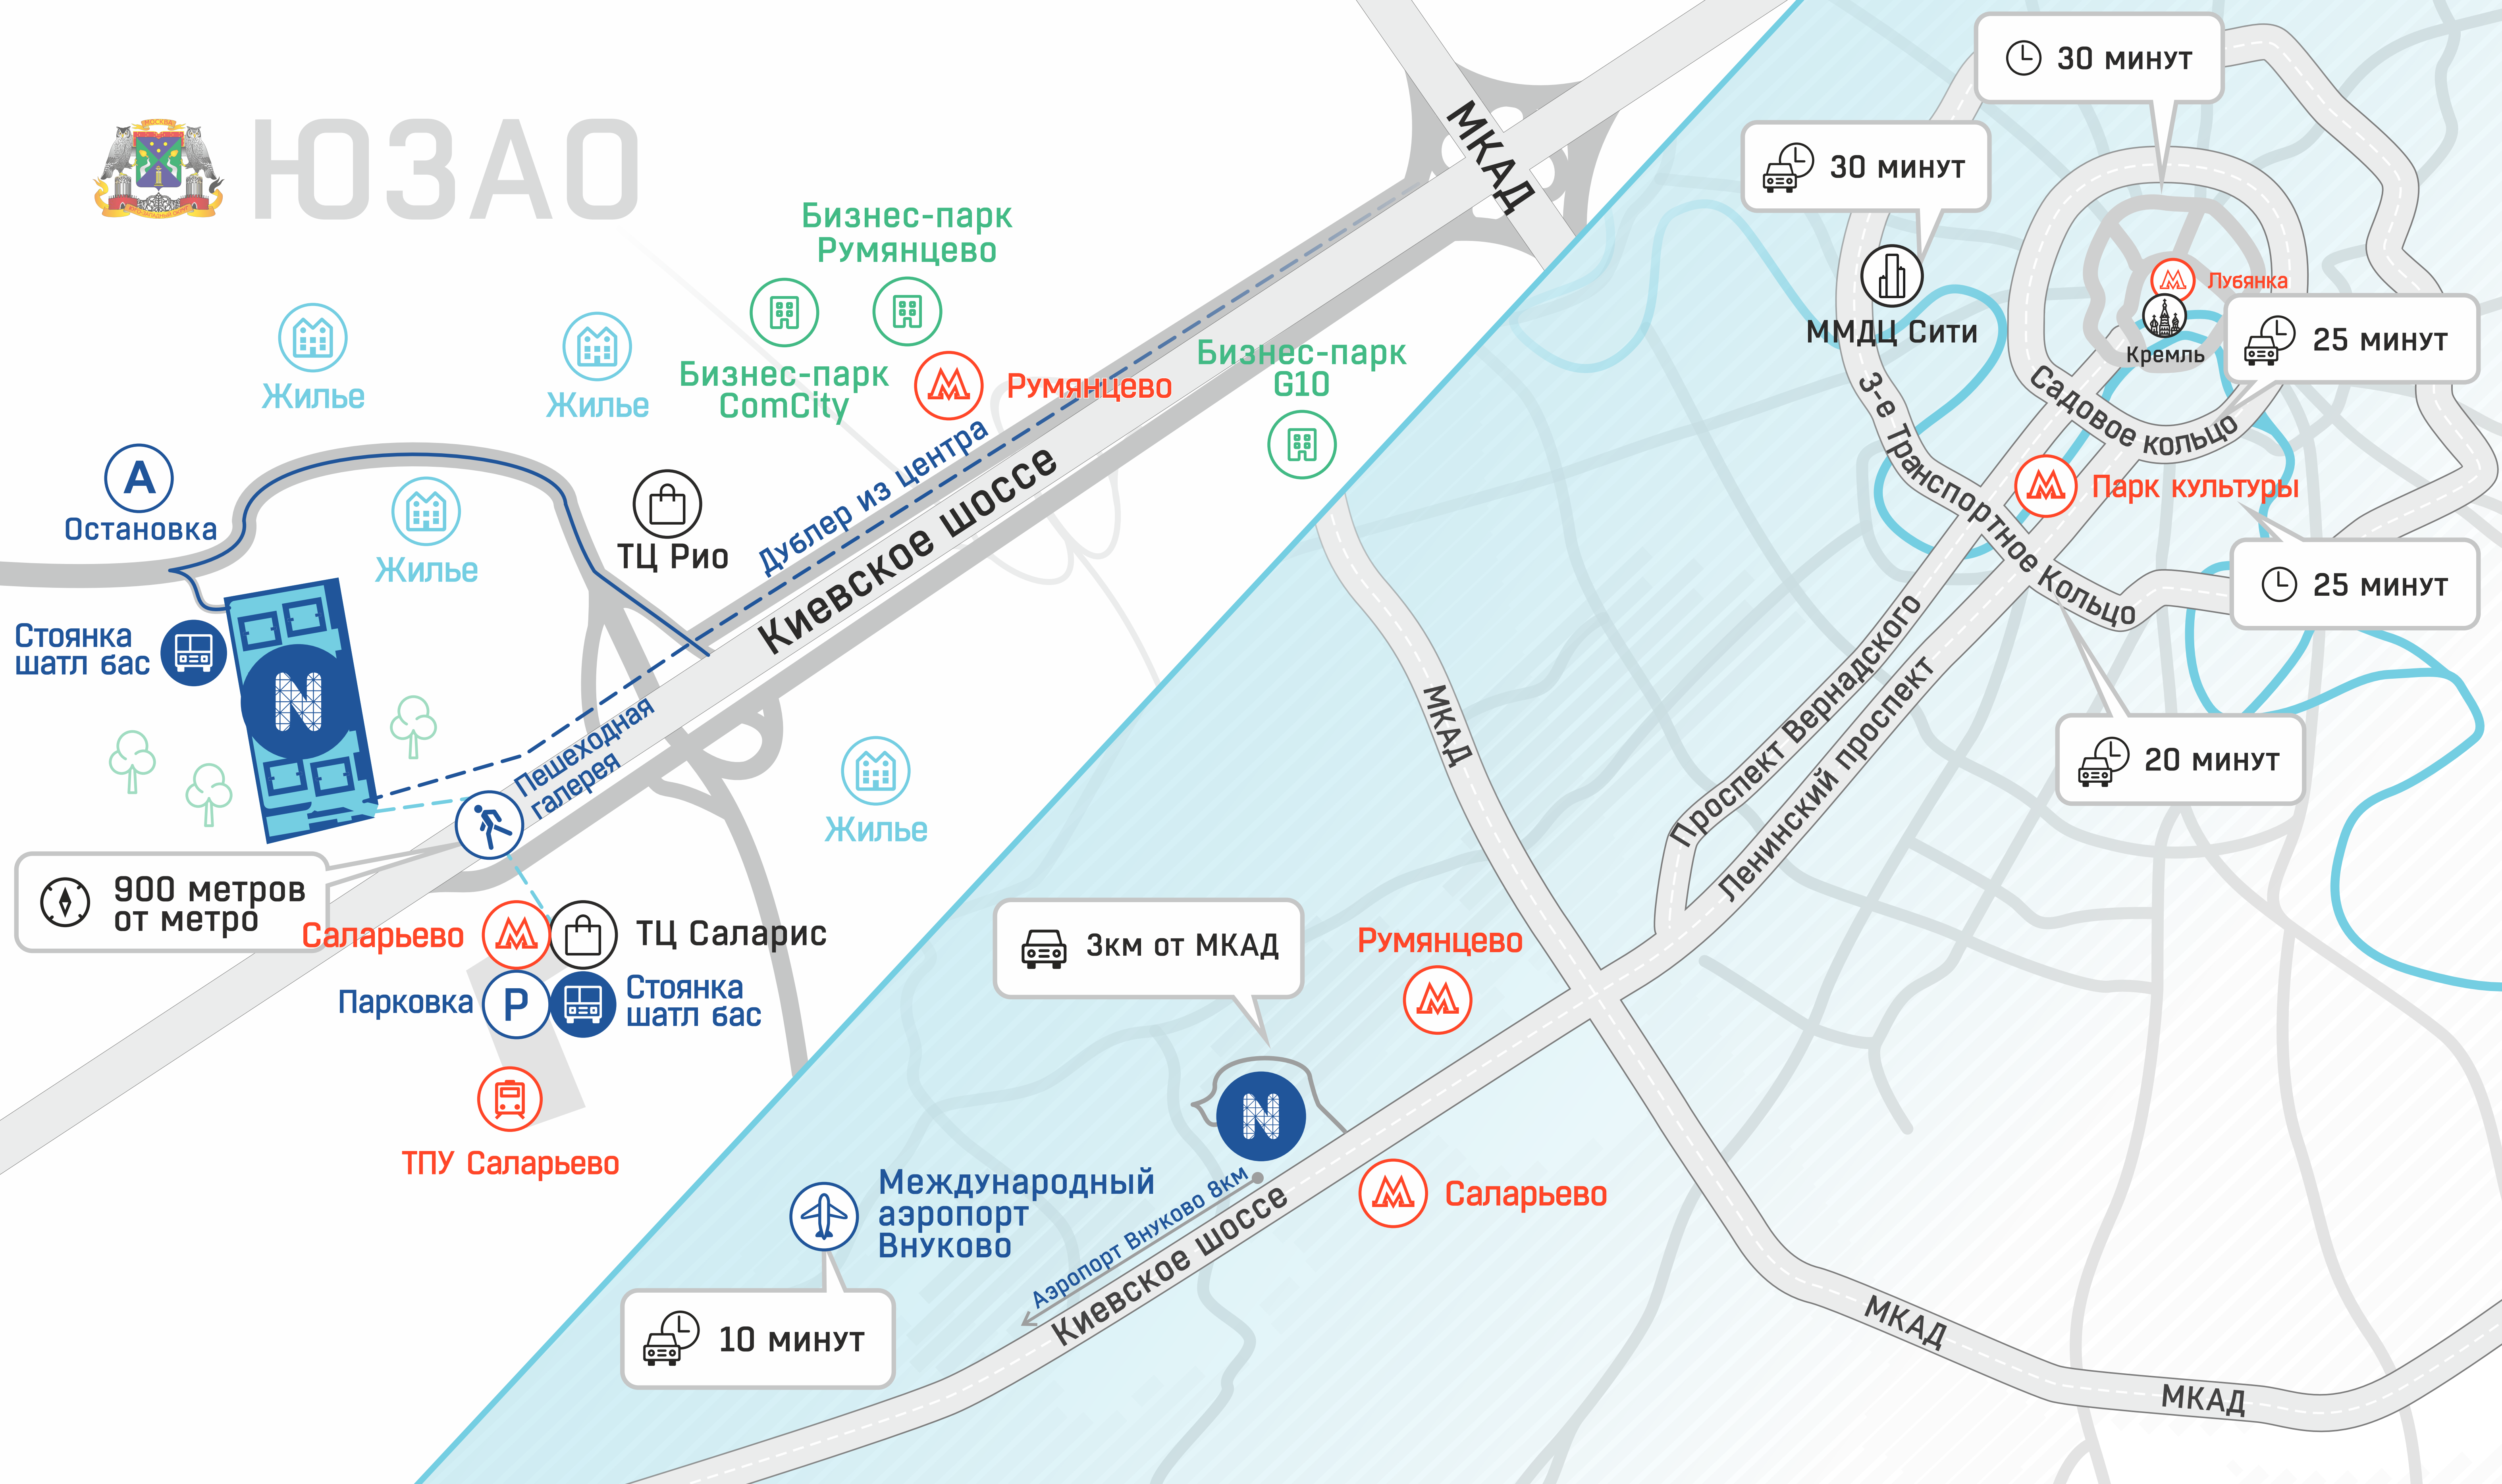 ЮЗАО
МКАД
30 минут
30 минут
Бизнес-парк
Румянцево
Жилье
Жилье
Бизнес-парк
ComCity
Румянцево
Бизнес-парк
G10
ММДЦ Сити
Лубянка
Кремль
25 минут
Садовое кольцо
3-е Транспортное Кольцо
Парк культуры
25 минут
А
Остановка
Жилье
ТЦ Рио
Дублер из центра
Киевское шоссе
Стоянка
шатл бас
N
Пешеходная
галерея
Жилье
МКАД
Проспект Вернадского
Ленинский проспект
20 минут
900 метров
от метро
Саларьево
ТЦ Саларис
Парковка
P
Стоянка
шатл бас
ТПУ Саларьево
3км от МКАД
Румянцево
N
Саларьево
Международный
аэропорт
Внуково
Аэропорт Внуково 8км
Киевское шоссе
10 минут
МКАД
МКАД